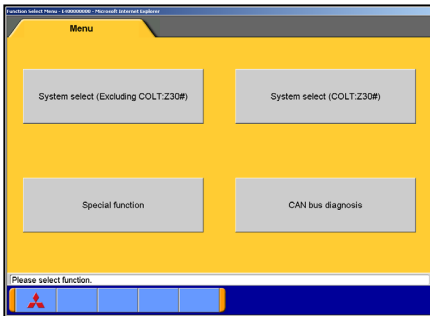 Function Select Menu - E400000000 - Microsoft Internet Explorer
Menu
System select (Excluding COLT:Z30#)
System select (COLT:Z30#)
Special function
CAN bus diagnosis
Please select function.